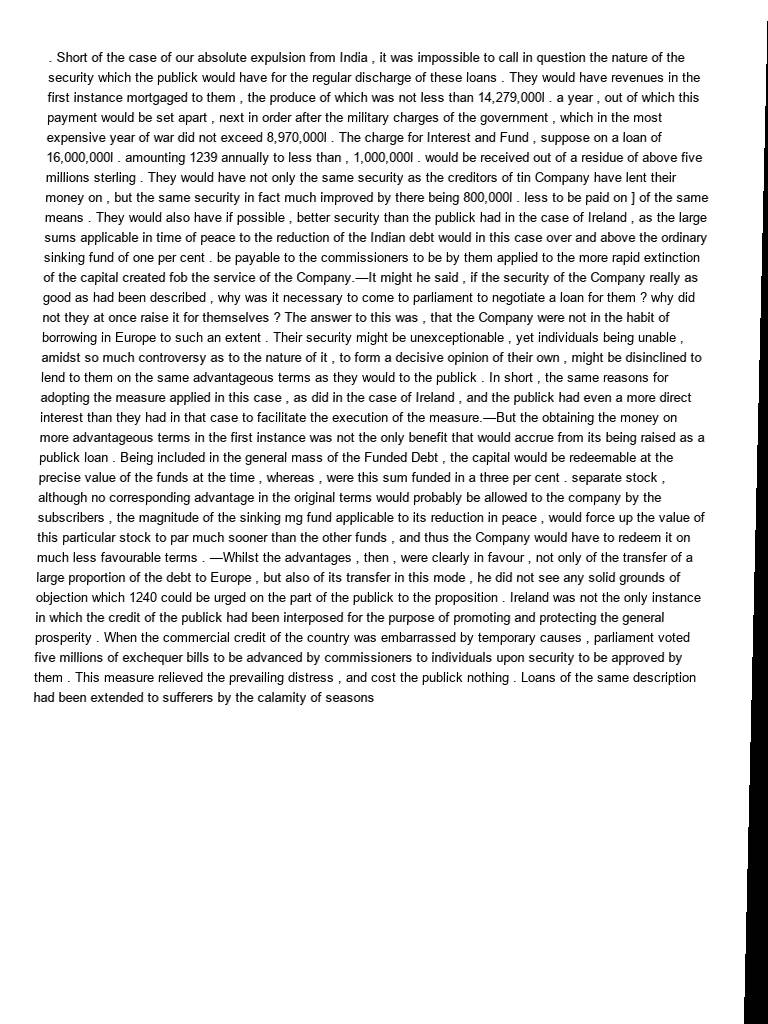 . Short of the case of our absolute expulsion from India , it was impossible to call in question the nature of the
security which the publick would have for the regular discharge of these loans . They would have revenues in the
first instance mortgaged to them , the produce of which was not less than 14,279,000l . a year , out of which this
payment would be set apart , next in order after the military charges of the government , which in the most
expensive year of war did not exceed 8,970,000l . The charge for Interest and Fund , suppose on a loan of
16,000,000l . amounting 1239 annually to less than , 1,000,000l . would be received out of a residue of above five
millions sterling . They would have not only the same security as the creditors of tin Company have lent their
money on , but the same security in fact much improved by there being 800,000l . less to be paid on ] of the same
means . They would also have if possible , better security than the publick had in the case of Ireland , as the large
sums applicable in time of peace to the reduction of the Indian debt would in this case over and above the ordinary
sinking fund of one per cent . be payable to the commissioners to be by them applied to the more rapid extinction
of the capital created fob the service of the Company.—It might he said , if the security of the Company really as
good as had been described , why was it necessary to come to parliament to negotiate a loan for them ? why did
not they at once raise it for themselves ? The answer to this was , that the Company were not in the habit of
borrowing in Europe to such an extent . Their security might be unexceptionable , yet individuals being unable ,
amidst so much controversy as to the nature of it , to form a decisive opinion of their own , might be disinclined to
lend to them on the same advantageous terms as they would to the publick . In short , the same reasons for
adopting the measure applied in this case , as did in the case of Ireland , and the publick had even a more direct
interest than they had in that case to facilitate the execution of the measure.—But the obtaining the money on
more advantageous terms in the first instance was not the only benefit that would accrue from its being raised as a
publick loan . Being included in the general mass of the Funded Debt , the capital would be redeemable at the
precise value of the funds at the time , whereas , were this sum funded in a three per cent . separate stock ,
although no corresponding advantage in the original terms would probably be allowed to the company by the
subscribers , the magnitude of the sinking mg fund applicable to its reduction in peace , would force up the value of
this particular stock to par much sooner than the other funds , and thus the Company would have to redeem it on
much less favourable terms . —Whilst the advantages , then , were clearly in favour , not only of the transfer of a
large proportion of the debt to Europe , but also of its transfer in this mode , he did not see any solid grounds of
objection which 1240 could be urged on the part of the publick to the proposition . Ireland was not the only instance
in which the credit of the publick had been interposed for the purpose of promoting and protecting the general
prosperity . When the commercial credit of the country was embarrassed by temporary causes , parliament voted
five millions of exchequer bills to be advanced by commissioners to individuals upon security to be approved by
them . This measure relieved the prevailing distress , and cost the publick nothing . Loans of the same description
had been extended to sufferers by the calamity of seasons